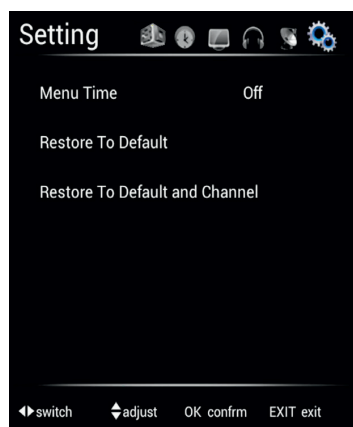 Setting
Menu Time Off
Restore To Default
Restore To Default and Channel
switch adjust OK confrm EXIT exit